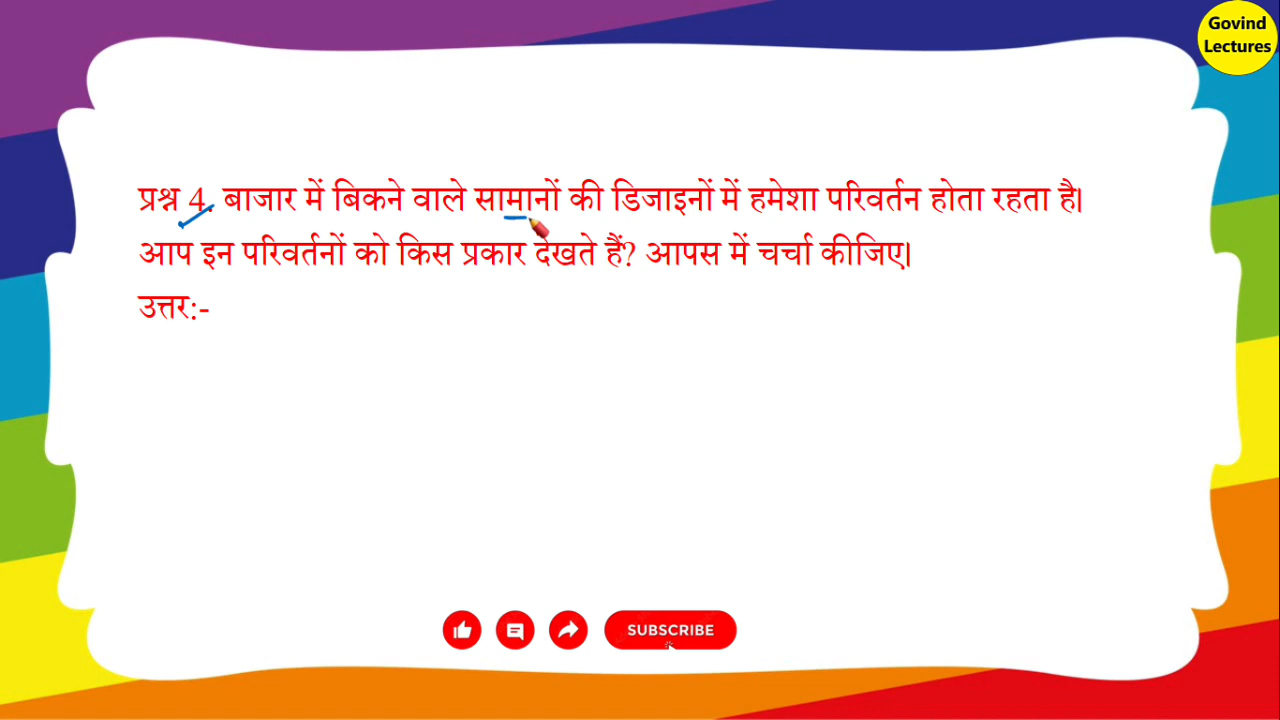 Govind
Lectures
प्रश्न 4. बाजार में बिकने वाले सामानों की डिजाइनों में हमेशा परिवर्तन होता रहता है।
आप इन परिवर्तनों को किस प्रकार देखते हैं? आपस में चर्चा कीजिए।
उत्तर:-
SUBSCRIBE